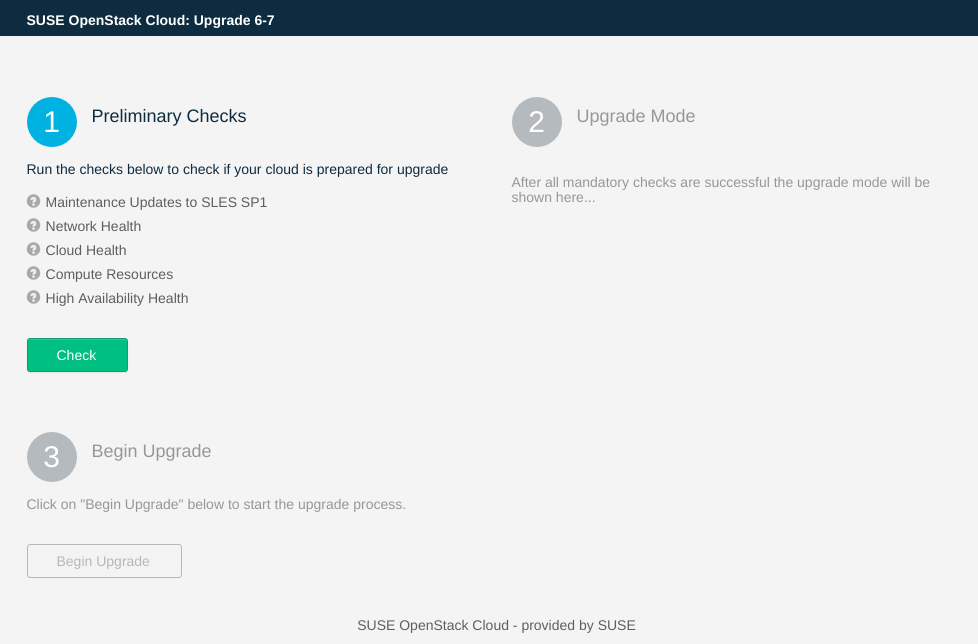 SUSE OpenStack Cloud: Upgrade 6-7
1
Preliminary Checks
Run the checks below to check if your cloud is prepared for upgrade
? Maintenance Updates to SLES SP1
? Network Health
? Cloud Health
? Compute Resources
? High Availability Health
Check
2
Upgrade Mode
After all mandatory checks are successful the upgrade mode will be
shown here...
3
Begin Upgrade
Click on "Begin Upgrade" below to start the upgrade process.
Begin Upgrade
SUSE OpenStack Cloud - provided by SUSE